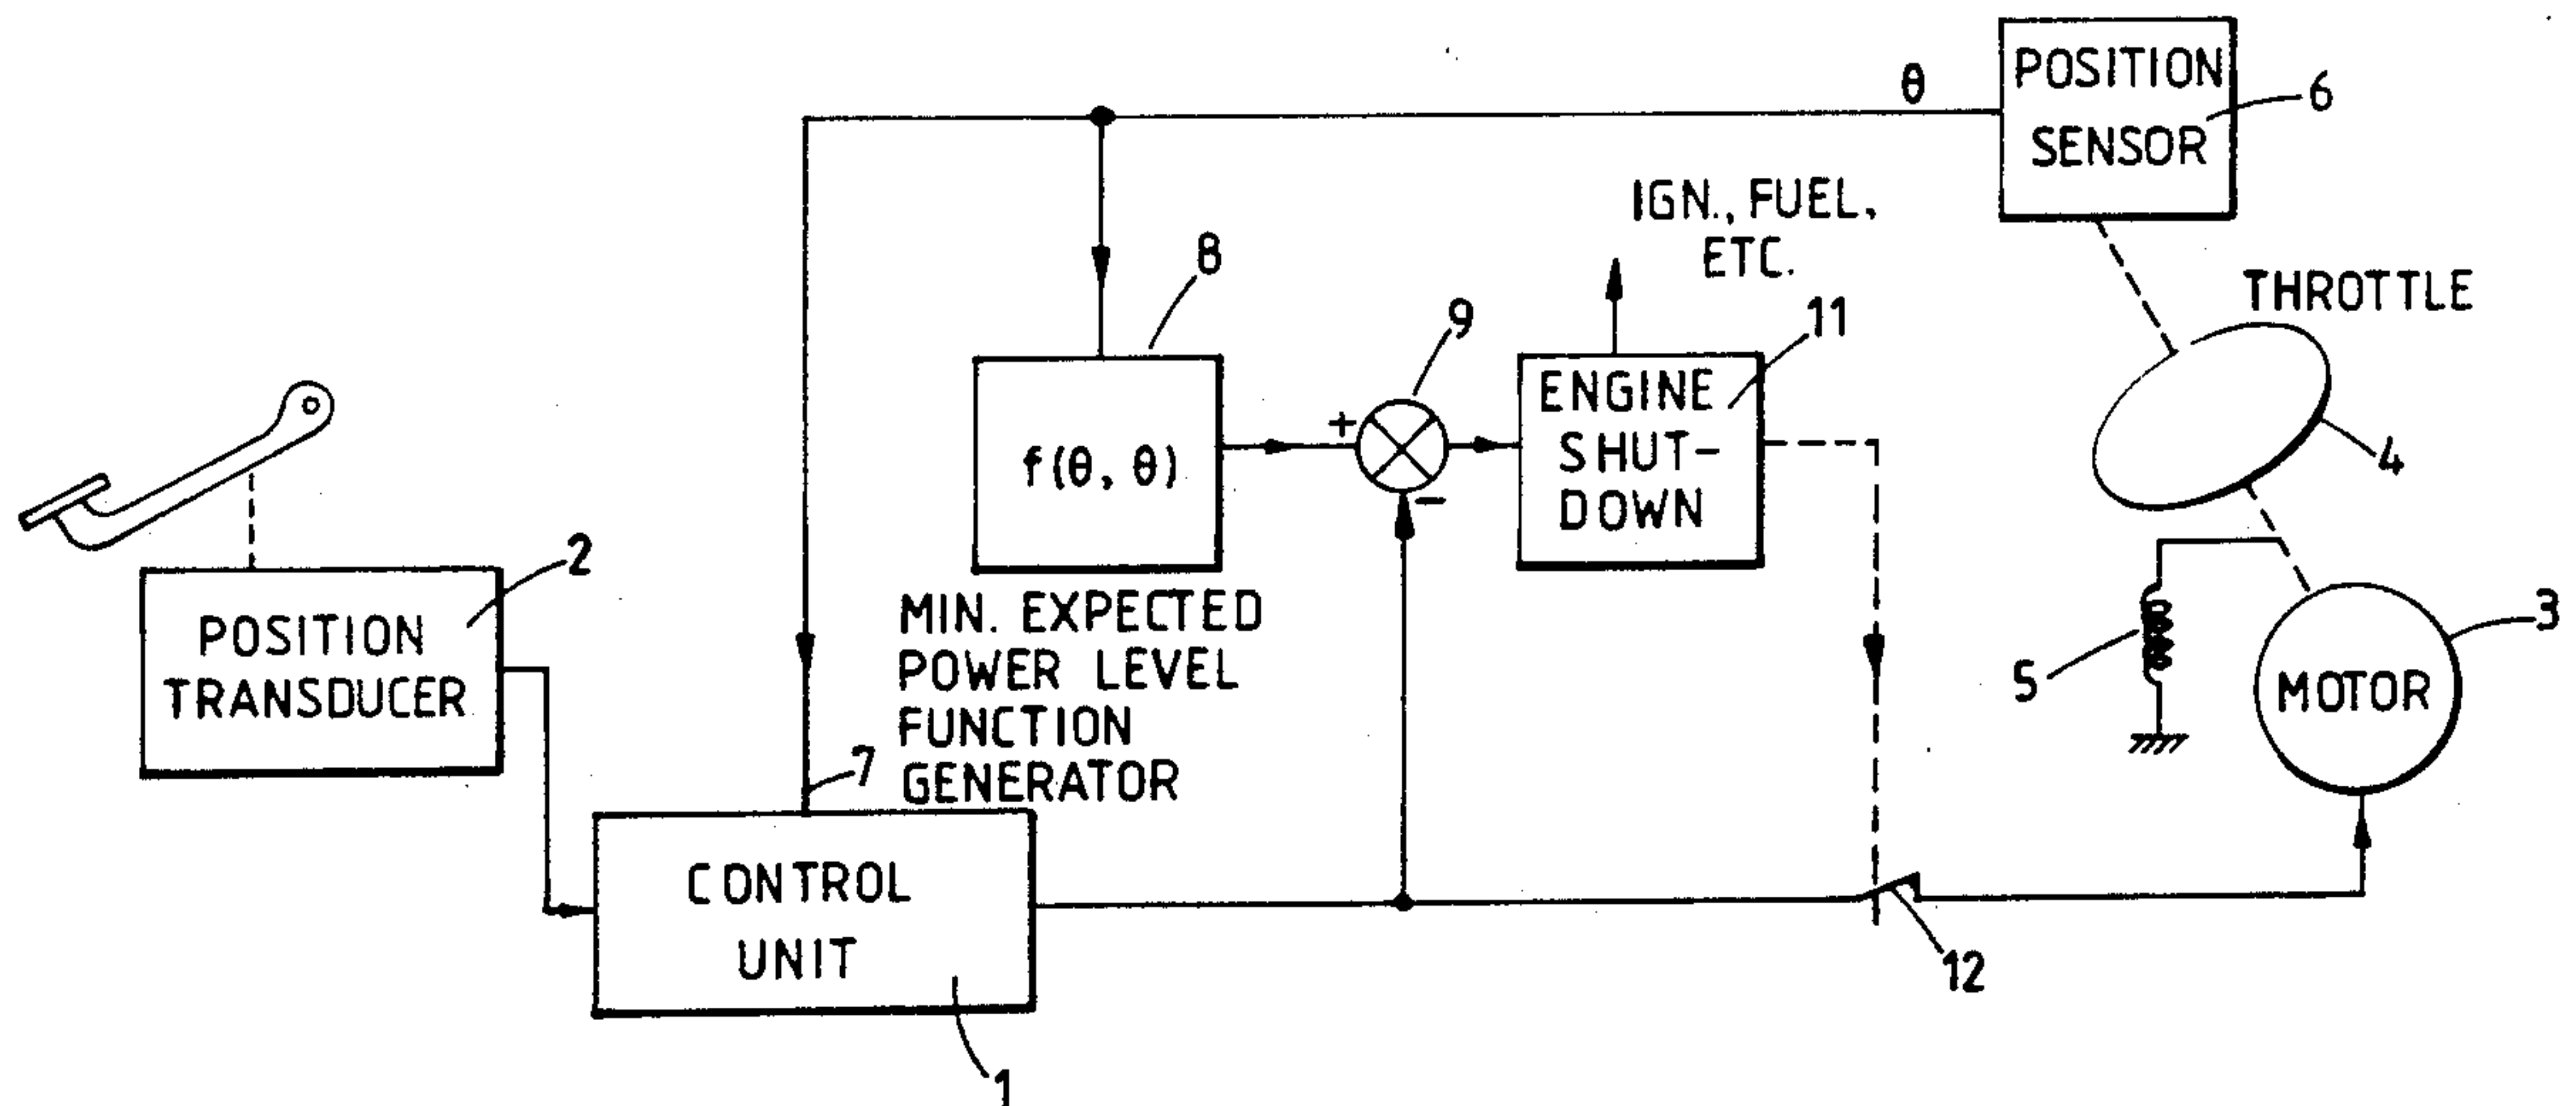 POSITION
SENSOR
6
θ
IGN., FUEL,
ETC.
THROTTLE
8
9
11
4
+
-
f(θ, θ)
ENGINE
SHUT-
DOWN
2
POSITION
TRANSDUCER
MIN. EXPECTED
POWER LEVEL
FUNCTION
GENERATOR
5
3
MOTOR
7
CONTROL
UNIT
12
1